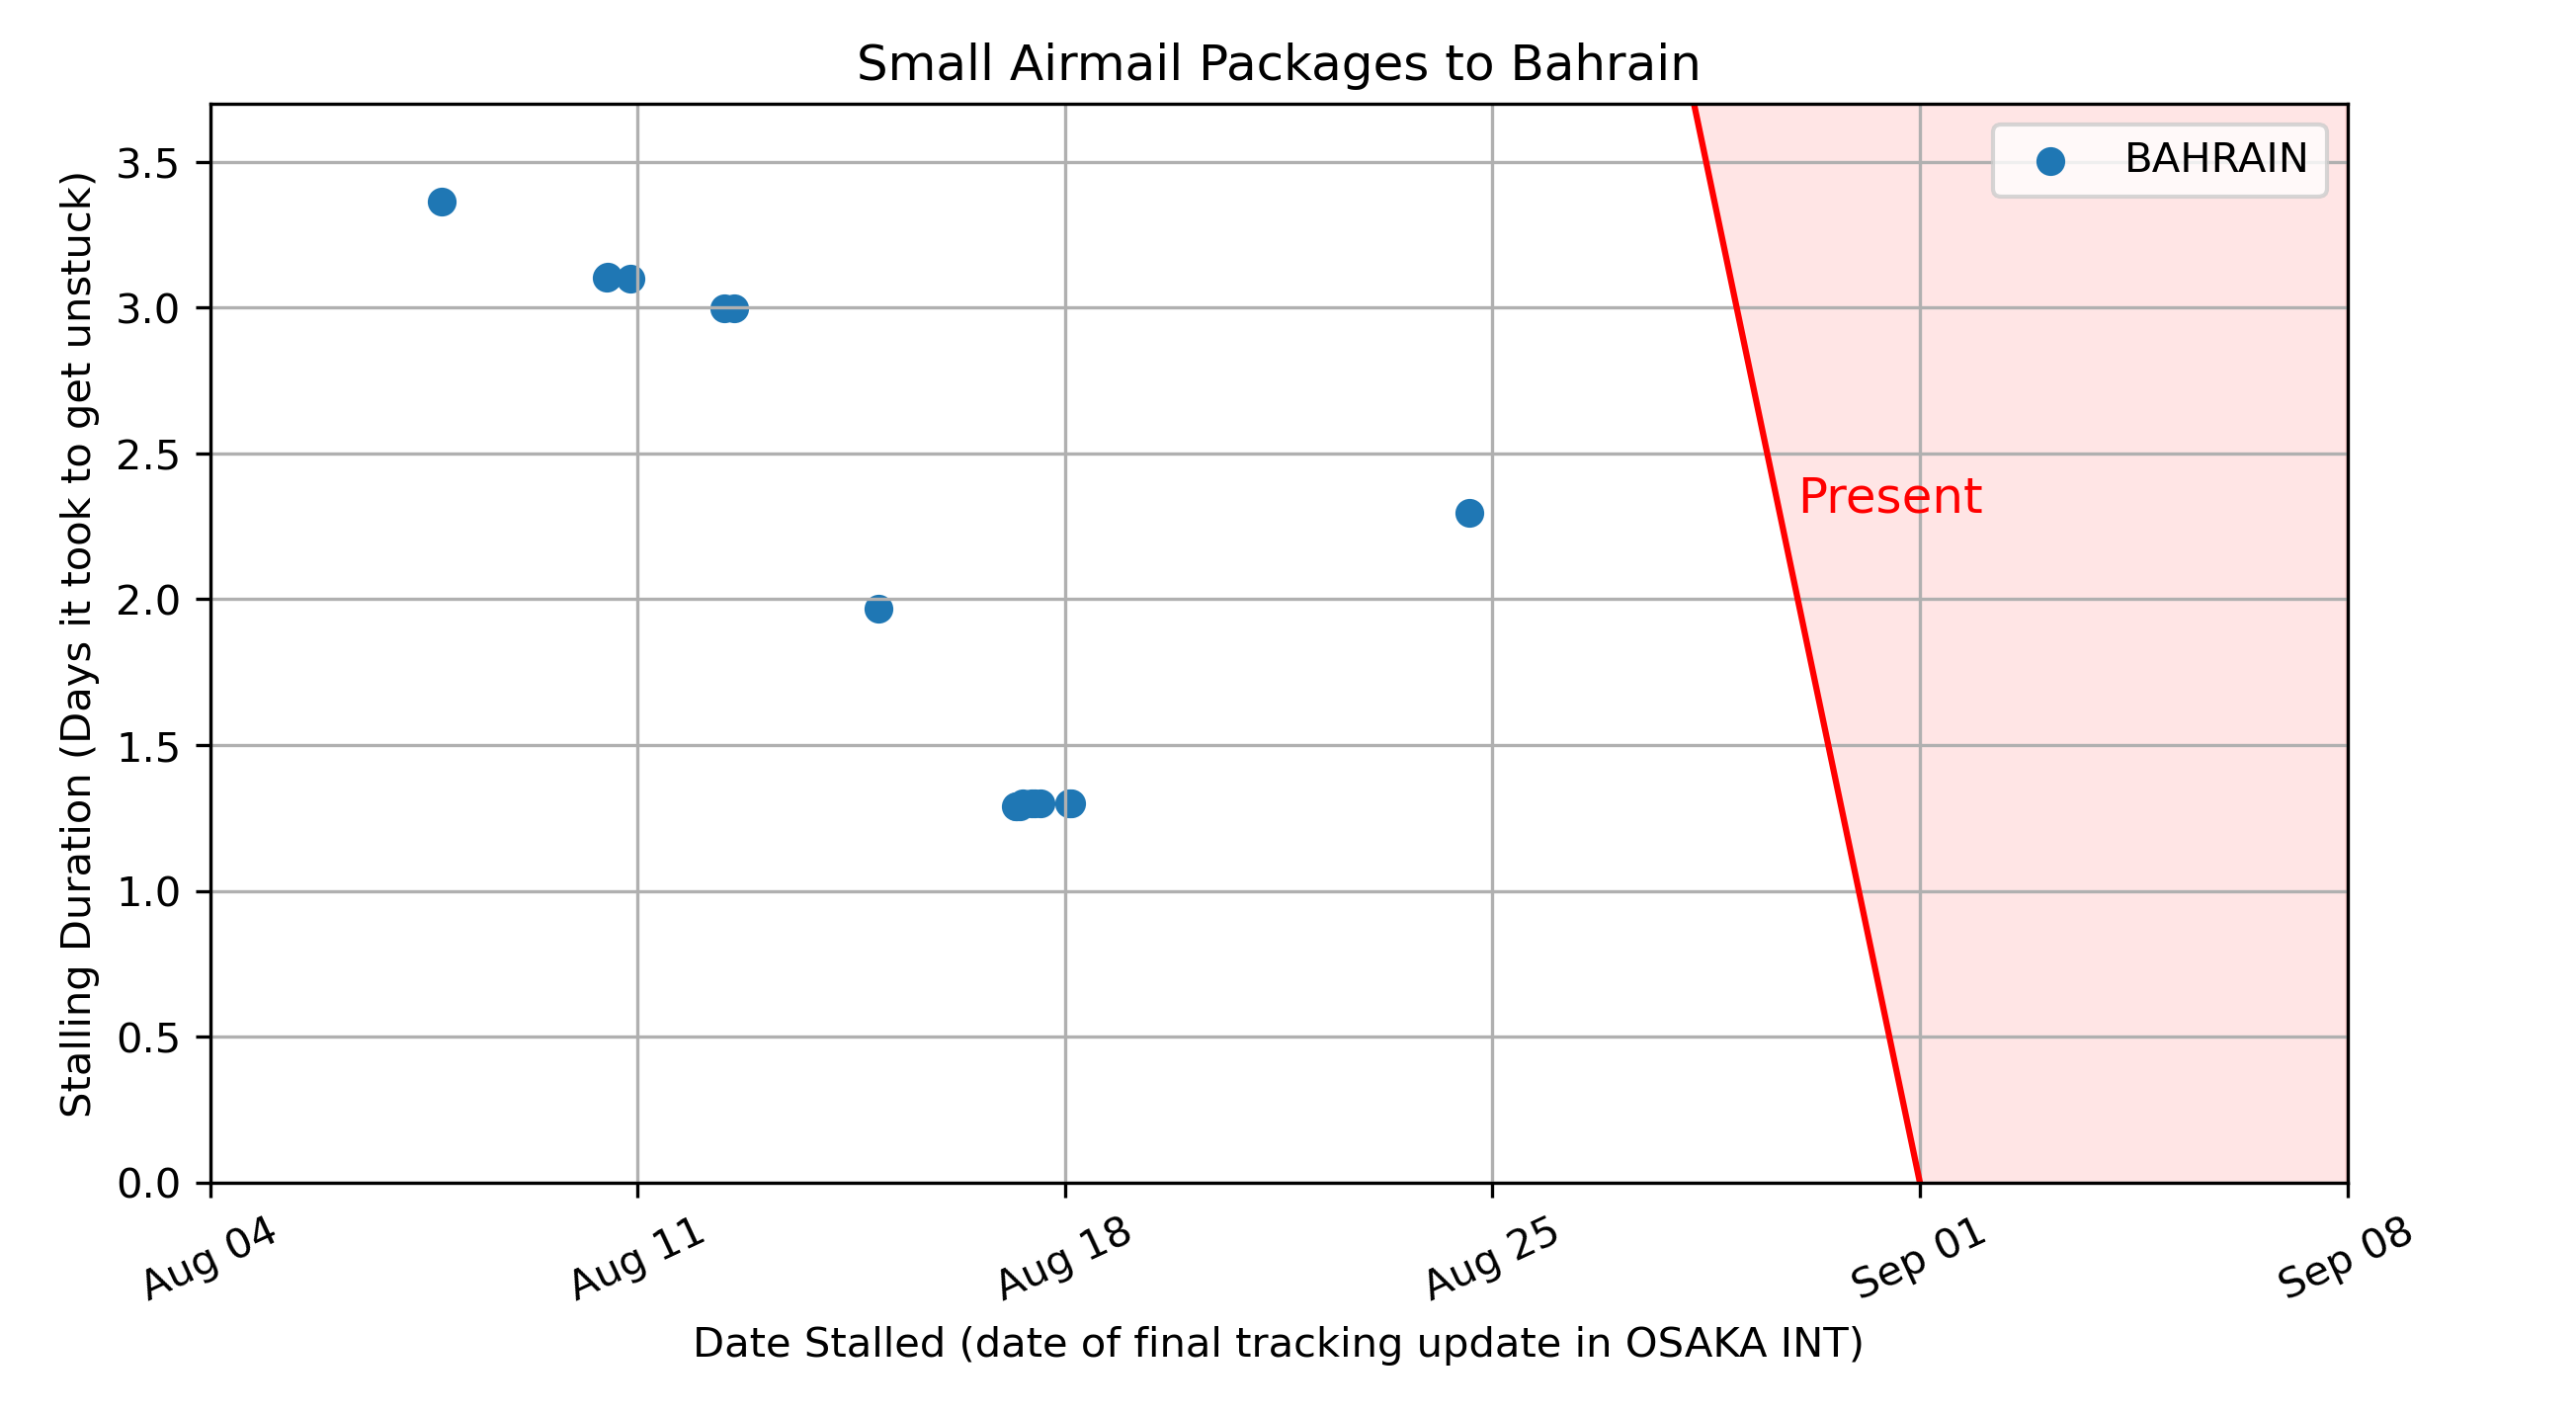 Small Airmail Packages to Bahrain
BAHRAIN
Present
Stalling Duration (Days it took to get unstuck)
3.5
3.0
2.5
2.0
1.5
1.0
0.5
0.0
Aug 04
Aug 11
Aug 18
Aug 25
Sep 01
Sep 08
Date Stalled (date of final tracking update in OSAKA INT)